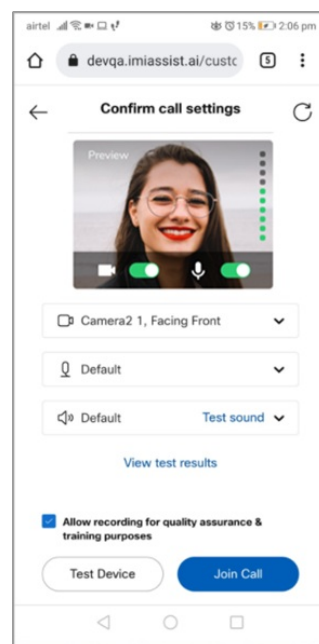 airtel 15% 2:06 pm
devqa.imiassist.ai/custc 5
Confirm call settings
Preview
Camera2 1, Facing Front
Default
Default Test sound
View test results
Allow recording for quality assurance &
training purposes
Test Device Join Call